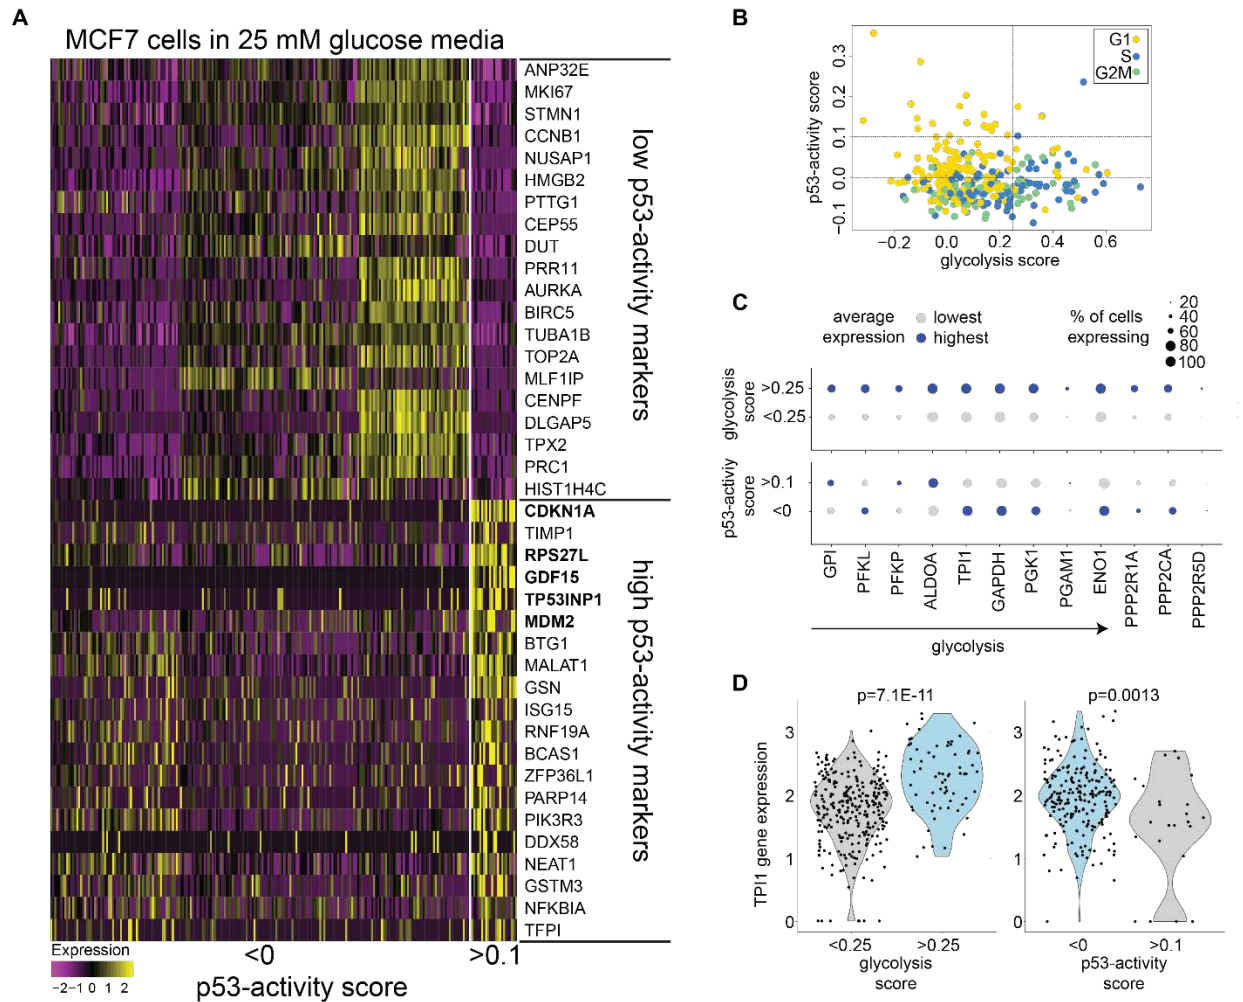 A
MCF7 cells in 25 mM glucose media
ANP32E
MKI67
STMN1
CCNB1
NUSAP1
HMGB2
PTTG1
CEP55
DUT
PRR11
AURKA
BIRC5
TUBA1B
TOP2A
MLF1IP
CENPF
DLGAP5
TPX2
PRC1
HIST1H4C
low p53-activity markers
CDKN1A
TIMP1
RPS27L
GDF15
TP53INP1
MDM2
BTG1
MALAT1
GSN
ISG15
RNF19A
BCAS1
ZFP36L1
PARP14
PIK3R3
DDX58
NEAT1
GSTM3
NFKBIA
TFPI
high p53-activity markers
Expression
−2−1 0 1 2
<0
>0.1
p53-activity score
B
G1
S
G2M
0.3
0.2
0.1
0.0
−0.1
p53-activity score
−0.2
0.0
0.2
0.4
0.6
glycolysis score
C
average
expression
lowest
highest
% of cells
expressing
20
40
60
80
100
glycolysis
score
>0.25
<0.25
p53-activiy
score
>0.1
<0
GPI
PFKL
PFKP
ALDOA
TPI1
GAPDH
PGK1
PGAM1
ENO1
PPP2R1A
PPP2CA
PPP2R5D
glycolysis
D
p=7.1E-11
p=0.0013
TPI1 gene expression
3
2
1
0
<0.25
>0.25
glycolysis
score
3
2
1
0
<0
>0.1
p53-activity
score